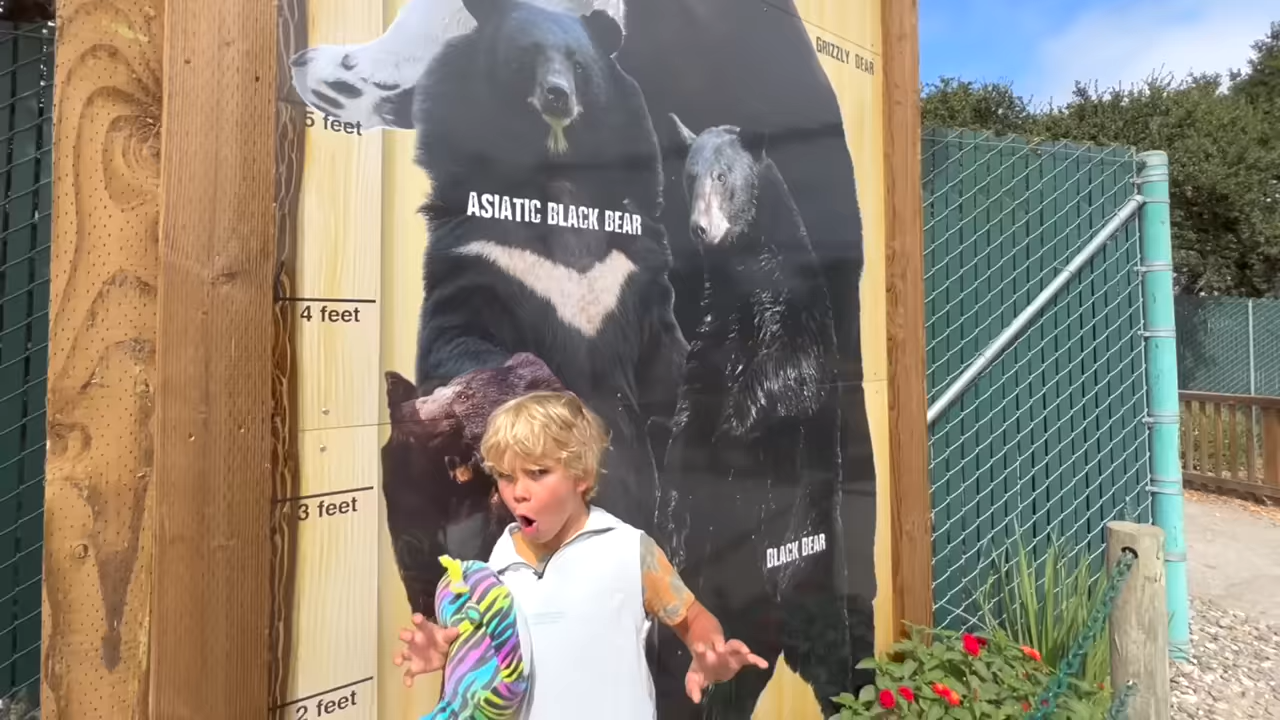 GRIZZLY BEAR
5 feet
ASIATIC BLACK BEAR
4 feet
3 feet
BLACK BEAR
2 feet